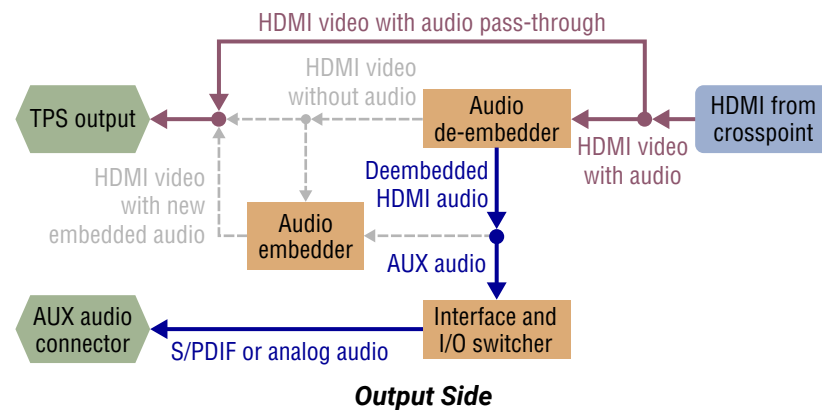 HDMI video with audio pass-through
HDMI video
without audio
TPS output
Audio
de-embedder
HDMI from
crosspoint
HDMI video
with audio
Deembedded
HDMI audio
HDMI video
with new
embedded audio
Audio
embedder
AUX audio
AUX audio
connector
Interface and
I/O switcher
S/PDIF or analog audio
Output Side